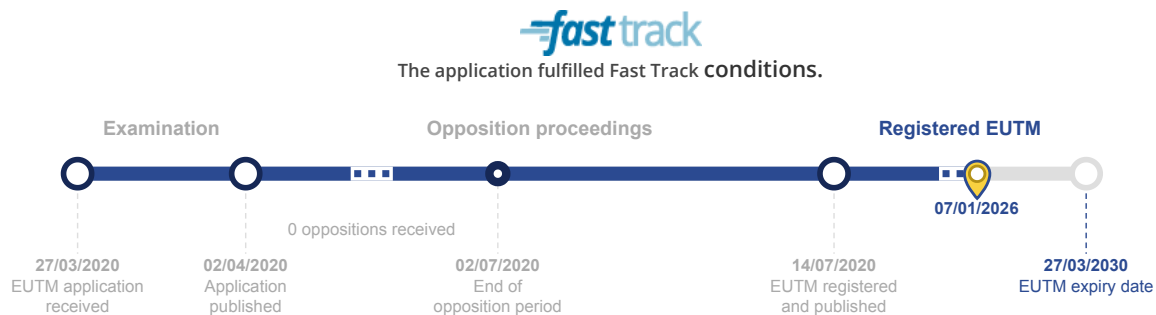 fast track
The application fulfilled Fast Track conditions.
Examination
Opposition proceedings
Registered EUTM
07/01/2026
0 oppositions received
27/03/2020
EUTM application
received
02/04/2020
Application
published
02/07/2020
End of
opposition period
14/07/2020
EUTM registered
and published
27/03/2030
EUTM expiry date